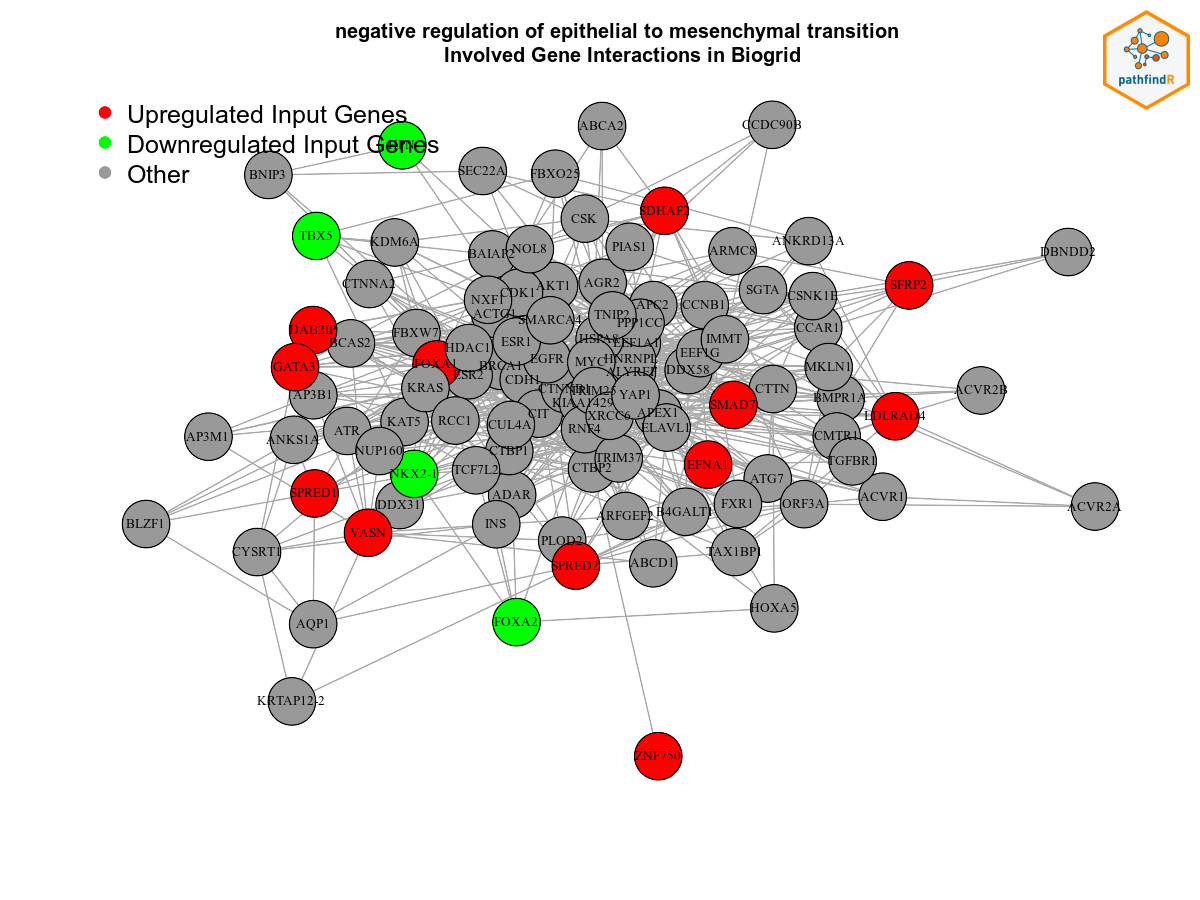 negative regulation of epithelial to mesenchymal transition
Involved Gene Interactions in Biogrid
pathfindR
Upregulated Input Genes
Downregulated Input Genes
Other
ABCA2
CCDC90B
BNIP3
SEC22A
FBXO25
SDHAF2
CSK
TBX5
KDM6A
BAIAP2
NOL8
PIAS1
ARMC8
ANKRD13A
DBNDD2
CTNNA2
NXF1
CDK1
AKT1
AGR2
APC2
CCNB1
SGTA
CSNK1E
SFRP2
DAB2IP
BCAS2
FBXW7
ACTG1
SMARCA4
TNIP2
PPP1CC
CCAR1
GATA3
FOXA1
HDAC1
ESR1
HSPA8
EEF1A1
EEF1G
IMMT
MKLN1
ESR2
BRCA1
EGFR
MYC
HNRNPL
ALYREF
DDX58
AP3B1
KRAS
CDH1
TRIM25
KIAA1429
YAP1
SMAD7
CTTN
BMPR1A
ACVR2B
LDLRAD4
AP3M1
ANKS1A
ATR
KAT5
RCC1
CUL4A
CIT
RNF4
XRCC6
APEX1
ELAVL1
CMTR1
NUP160
NKX2-1
TCF7L2
CTBP1
CTBP2
TRIM37
EFNA1
ATG7
TGFBR1
SPRED1
DDX31
ADAR
INS
ARFGEF2
B4GALT1
FXR1
ORF3A
ACVR1
ACVR2A
BLZF1
VASN
CYSRT1
PLOD2
SPRED2
ABCD1
TAX1BP1
AQP1
FOXA2
HOXA5
KRTAP12-2
ZNF750